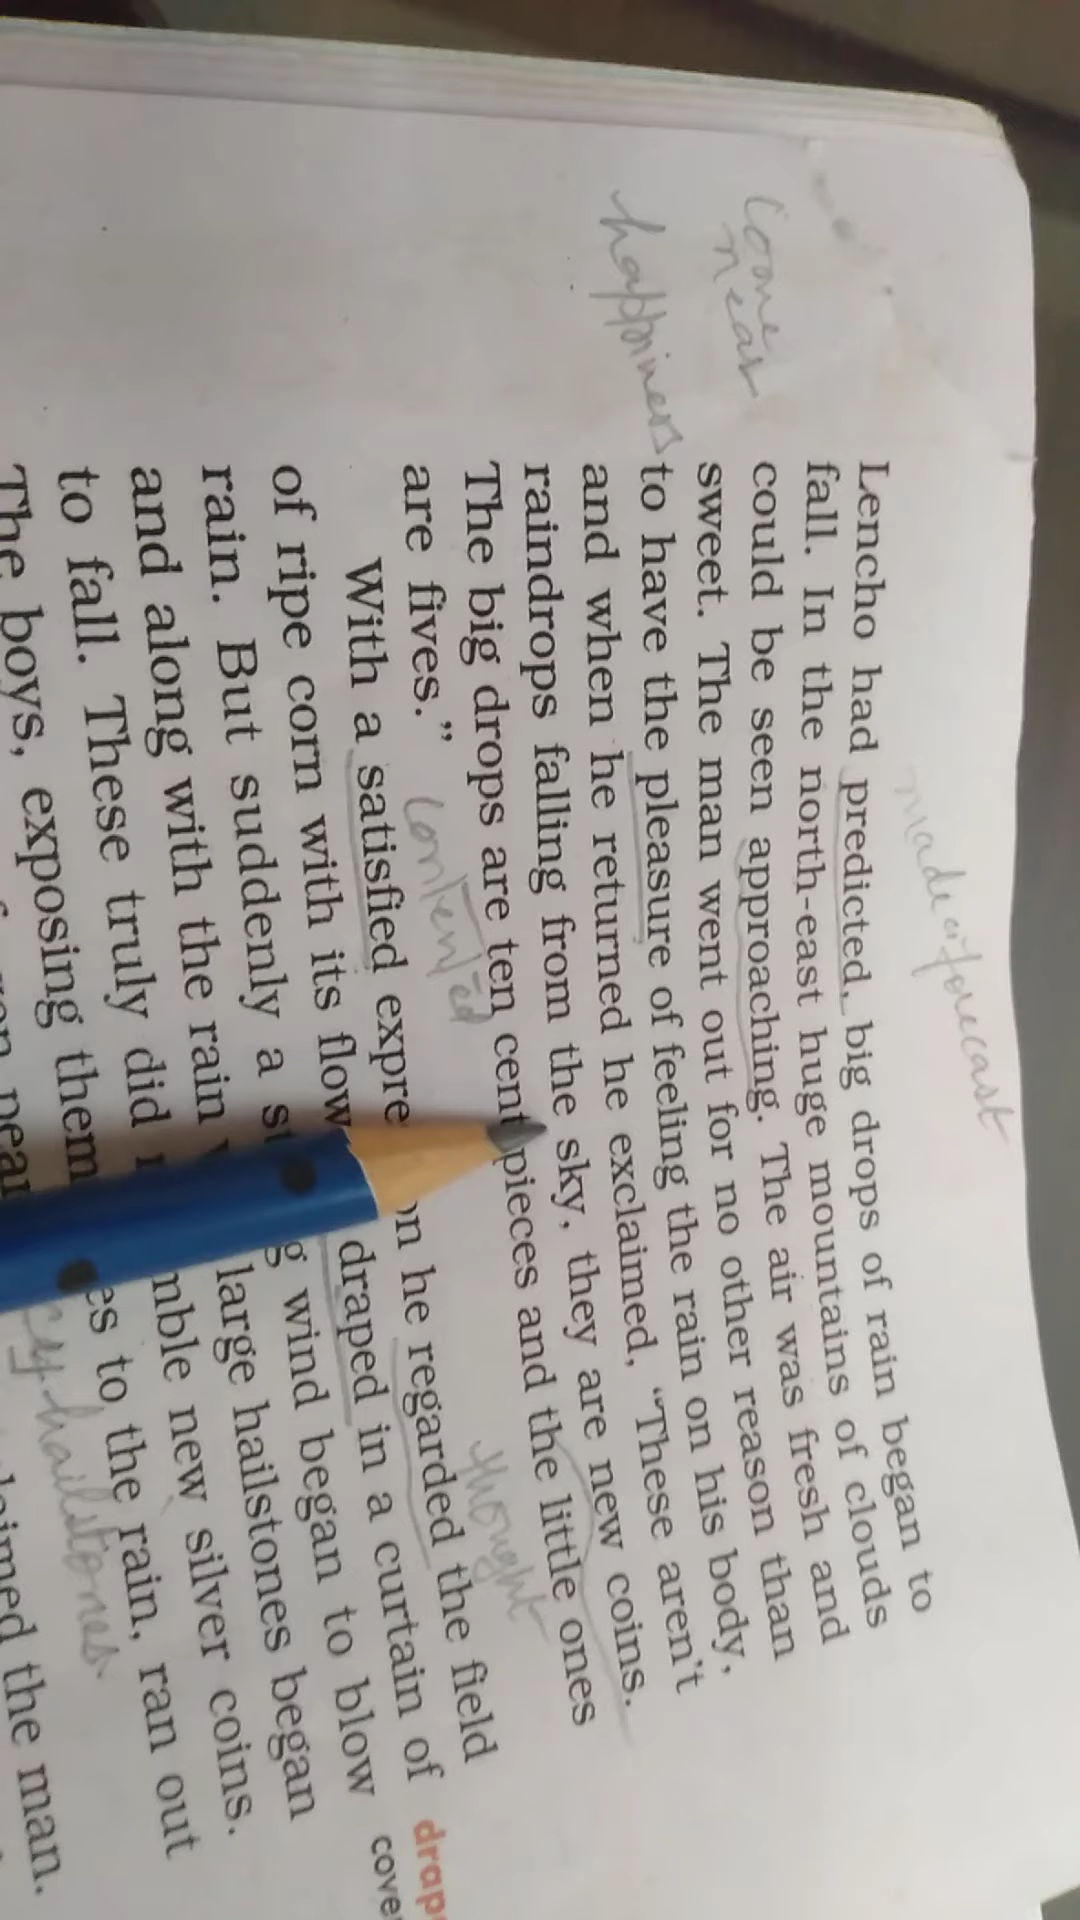 made a forecast
come
near
happiness
Lencho had predicted, big drops of rain began to
fall. In the north-east huge mountains of clouds
could be seen approaching. The air was fresh and
sweet. The man went out for no other reason than
to have the pleasure of feeling the rain on his body,
and when he returned he exclaimed, “These aren't
raindrops falling from the sky, they are new coins.
The big drops are ten cent pieces and the little ones
are fives.”
contented
thought
With a satisfied expre on he regarded the field
of ripe corn with its flow draped in a curtain of
rain. But suddenly a st g wind began to blow
and along with the rain large hailstones began
to fall. These truly did mble new silver coins.
The boys, exposing them es to the rain, ran out
hailstones
the man.
drap
cove